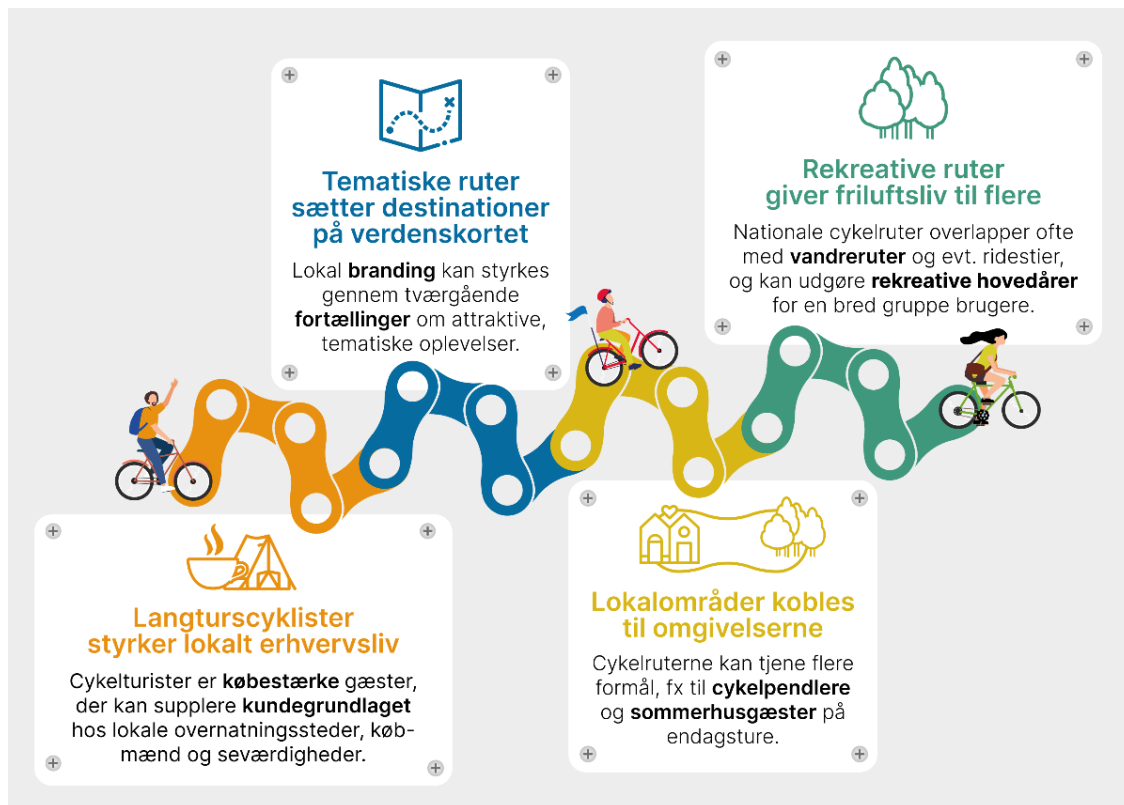 Tematiske ruter
sætter destinationer
på verdenskortet
Lokal branding kan styrkes
gennem tværgående
fortællinger om attraktive,
tematiske oplevelser.
Rekreative ruter
giver friluftsliv til flere
Nationale cykelruter overlapper ofte
med vandreruter og evt. ridestier,
og kan udgøre rekreative hovedårer
for en bred gruppe brugere.
Langturscyklister
styrker lokalt erhvervsliv
Cykelturister er købestærke gæster,
der kan supplere kundegrundlaget
hos lokale overnatningssteder, køb-
mænd og seværdigheder.
Lokalområder kobles
til omgivelserne
Cykelruterne kan tjene flere
formål, fx til cykelpendlere
og sommerhusgæster på
endagsture.